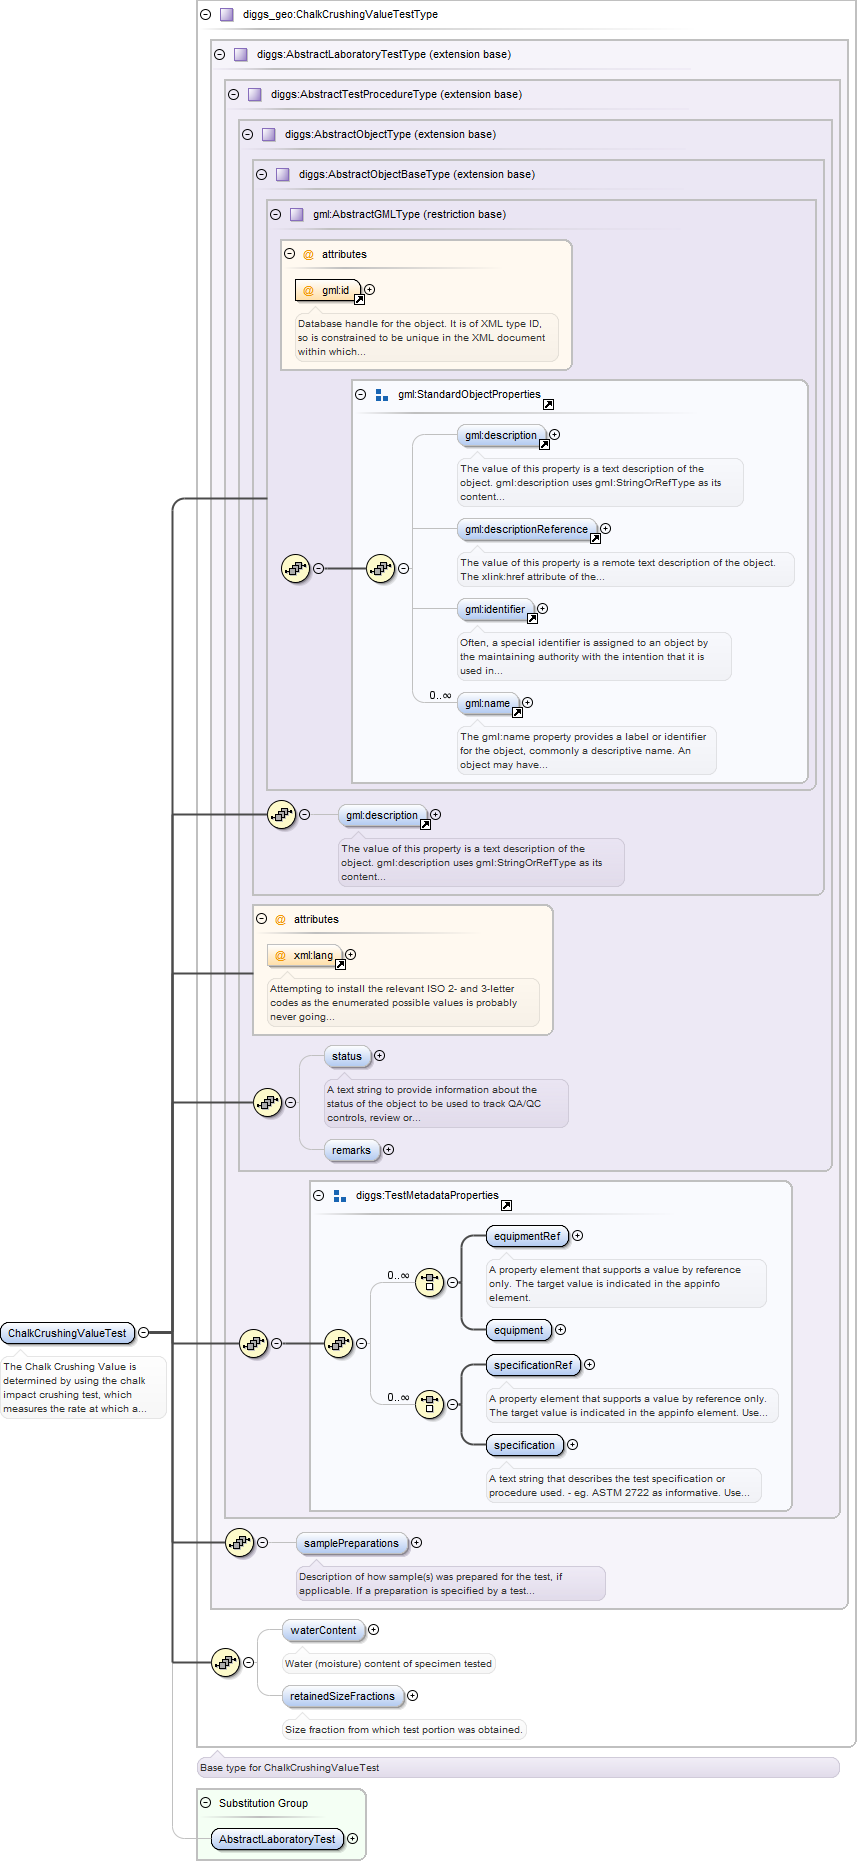 diggs_geo:ChalkCrushingValueTestType
diggs:AbstractLaboratoryTestType (extension base)
diggs:AbstractTestProcedureType (extension base)
diggs:AbstractObjectType (extension base)
diggs:AbstractObjectBaseType (extension base)
gml:AbstractGMLType (restriction base)
@ attributes
@ gml:id
Database handle for the object. It is of XML type ID,
so is constrained to be unique in the XML document
within which...
gml:StandardObjectProperties
gml:description
The value of this property is a text description of the
object. gml:description uses gml:StringOrRefType as its
content...
gml:descriptionReference
The value of this property is a remote text description of the object.
The xlink:href attribute of the...
gml:identifier
Often, a special identifier is assigned to an object by
the maintaining authority with the intention that it is
used in...
0..∞
gml:name
The gml:name property provides a label or identifier
for the object, commonly a descriptive name. An
object may have...
gml:description
The value of this property is a text description of the
object. gml:description uses gml:StringOrRefType as its
content...
@ attributes
@ xml:lang
Attempting to install the relevant ISO 2- and 3-letter
codes as the enumerated possible values is probably
never going...
status
A text string to provide information about the
status of the object to be used to track QA/QC
controls, review or...
remarks
diggs:TestMetadataProperties
equipmentRef
0..∞
A property element that supports a value by reference
only. The target value is indicated in the appinfo
element.
equipment
ChalkCrushingValueTest
The Chalk Crushing Value is
determined by using the chalk
impact crushing test, which
measures the rate at which a...
specificationRef
0..∞
A property element that supports a value by reference only.
The target value is indicated in the appinfo element. Use...
specification
A text string that describes the test specification or
procedure used. - eg. ASTM 2722 as informative. Use...
samplePreparations
Description of how sample(s) was prepared for the test, if
applicable. If a preparation is specified by a test...
waterContent
Water (moisture) content of specimen tested
retainedSizeFractions
Size fraction from which test portion was obtained.
Base type for ChalkCrushingValueTest
Substitution Group
AbstractLaboratoryTest